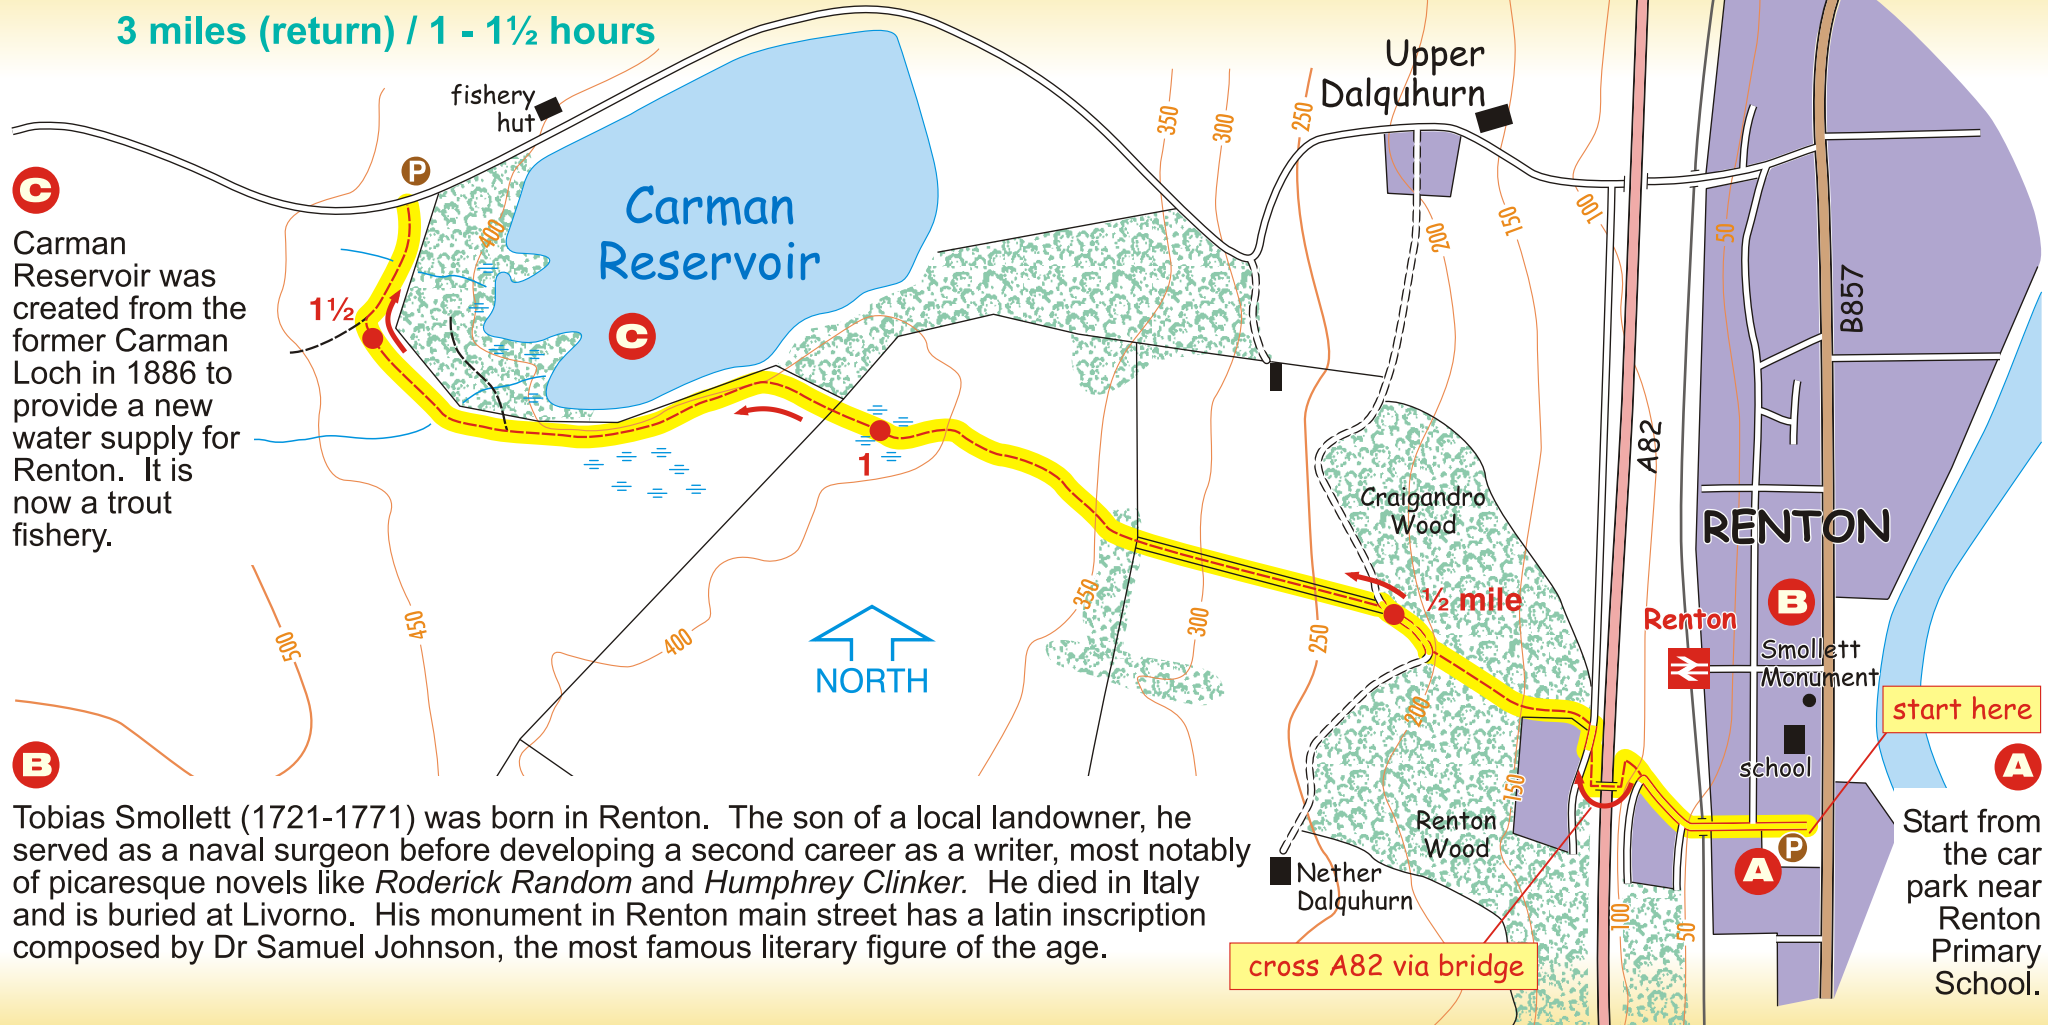 3 miles (return) / 1 - 1½ hours
fishery
hut
P
C
Carman
Reservoir was
created from the
former Carman
Loch in 1886 to
provide a new
water supply for
Renton. It is
now a trout
fishery.
Carman
Reservoir
C
400
1½
1
Upper
Dalquhurn
350
300
250
200
150
100
50
B857
A82
Craigandro
Wood
½ mile
RENTON
B
Renton
Smollett
Monument
school
start here
A
Start from
the car
park near
Renton
Primary
School.
P
A
500
450
400
350
300
250
200
150
100
50
NORTH
Renton
Wood
Nether
Dalquhurn
cross A82 via bridge
B
Tobias Smollett (1721-1771) was born in Renton. The son of a local landowner, he
served as a naval surgeon before developing a second career as a writer, most notably
of picaresque novels like Roderick Random and Humphrey Clinker. He died in Italy
and is buried at Livorno. His monument in Renton main street has a latin inscription
composed by Dr Samuel Johnson, the most famous literary figure of the age.